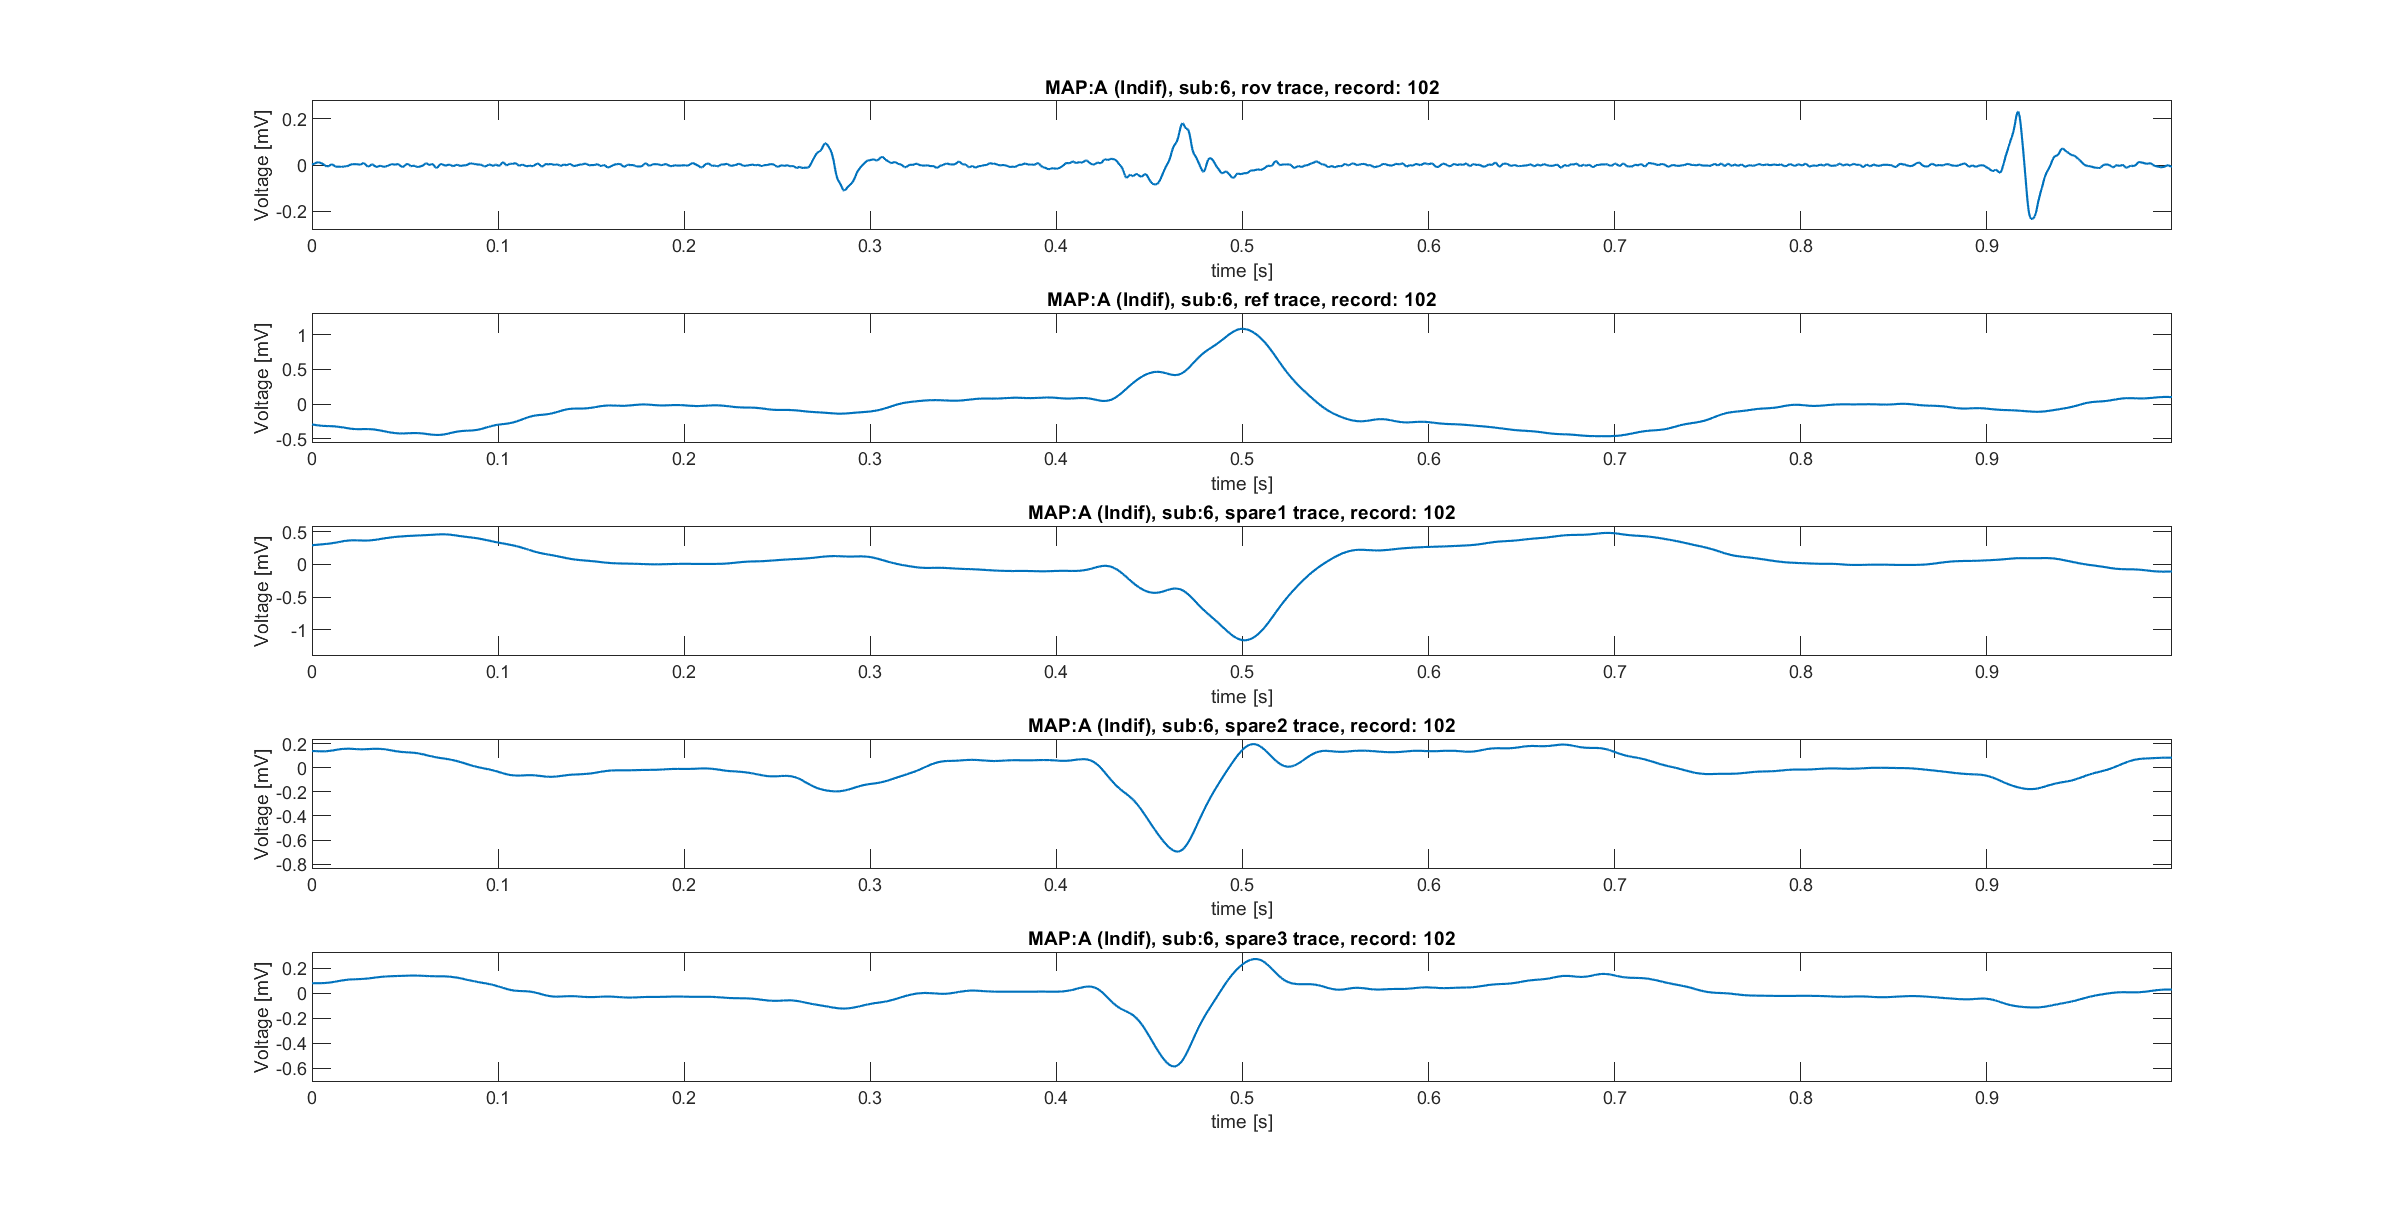 MAP:A (Indif), sub:6, rov trace, record: 102
Voltage [mV]
0.2
0
-0.2
0 0.1 0.2 0.3 0.4 0.5 0.6 0.7 0.8 0.9
time [s]
MAP:A (Indif), sub:6, ref trace, record: 102
Voltage [mV]
1
0.5
0
-0.5
0 0.1 0.2 0.3 0.4 0.5 0.6 0.7 0.8 0.9
time [s]
MAP:A (Indif), sub:6, spare1 trace, record: 102
Voltage [mV]
0.5
0
-0.5
-1
0 0.1 0.2 0.3 0.4 0.5 0.6 0.7 0.8 0.9
time [s]
MAP:A (Indif), sub:6, spare2 trace, record: 102
Voltage [mV]
0.2
0
-0.2
-0.4
-0.6
-0.8
0 0.1 0.2 0.3 0.4 0.5 0.6 0.7 0.8 0.9
time [s]
MAP:A (Indif), sub:6, spare3 trace, record: 102
Voltage [mV]
0.2
0
-0.2
-0.4
-0.6
0 0.1 0.2 0.3 0.4 0.5 0.6 0.7 0.8 0.9
time [s]